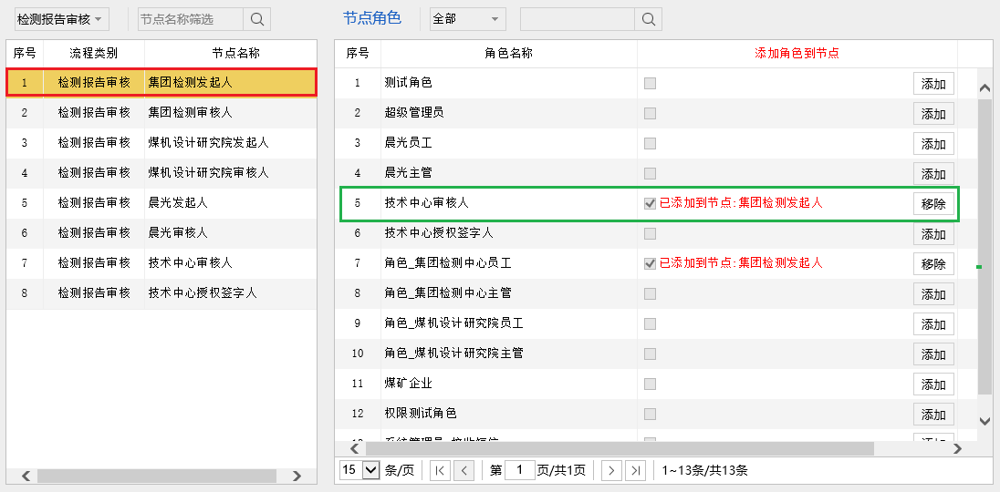 检测报告审核 节点名称筛选
序号 流程类别 节点名称
1 检测报告审核 集团检测发起人
2 检测报告审核 集团检测审核人
3 检测报告审核 煤机设计研究院发起人
4 检测报告审核 煤机设计研究院审核人
5 检测报告审核 晨光发起人
6 检测报告审核 晨光审核人
7 检测报告审核 技术中心审核人
8 检测报告审核 技术中心授权签字人
节点角色 全部
序号 角色名称 添加角色到节点
1 测试角色 添加
2 超级管理员 添加
3 晨光员工 添加
4 晨光主管 添加
5 技术中心审核人 已添加到节点:集团检测发起人 移除
6 技术中心授权签字人 添加
7 角色_集团检测中心员工 已添加到节点:集团检测发起人 移除
8 角色_集团检测中心主管 添加
9 角色_煤机设计研究院员工 添加
10 角色_煤机设计研究院主管 添加
11 煤矿企业 添加
12 权限测试角色 添加
15 条/页 第 1 页/共1页 1~13条/共13条